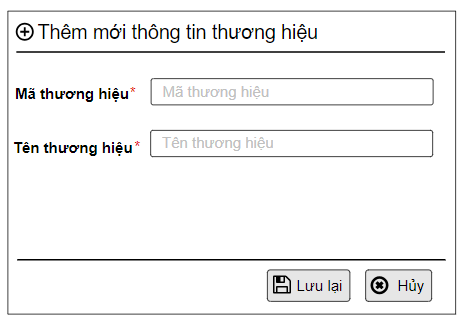 Thêm mới thông tin thương hiệu
Mã thương hiệu* Mã thương hiệu
Tên thương hiệu* Tên thương hiệu
Lưu lại Hủy